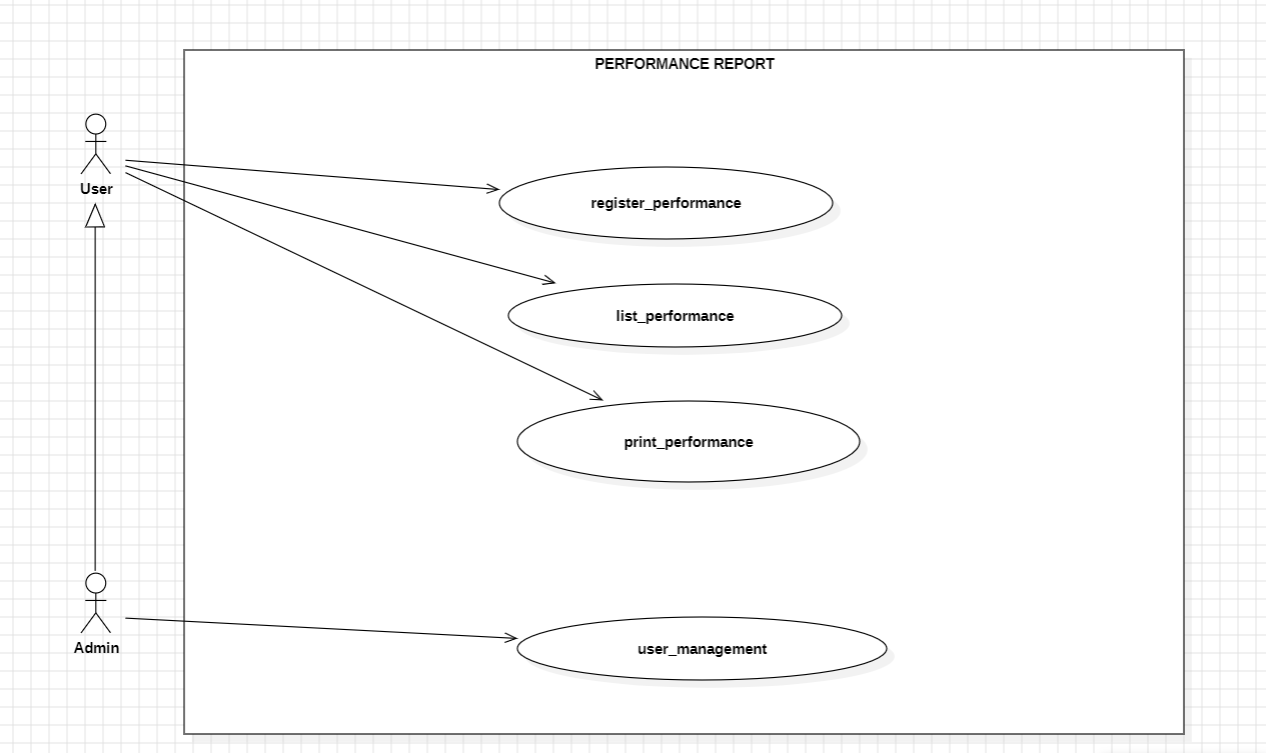 PERFORMANCE REPORT
User
register_performance
list_performance
print_performance
Admin
user_management